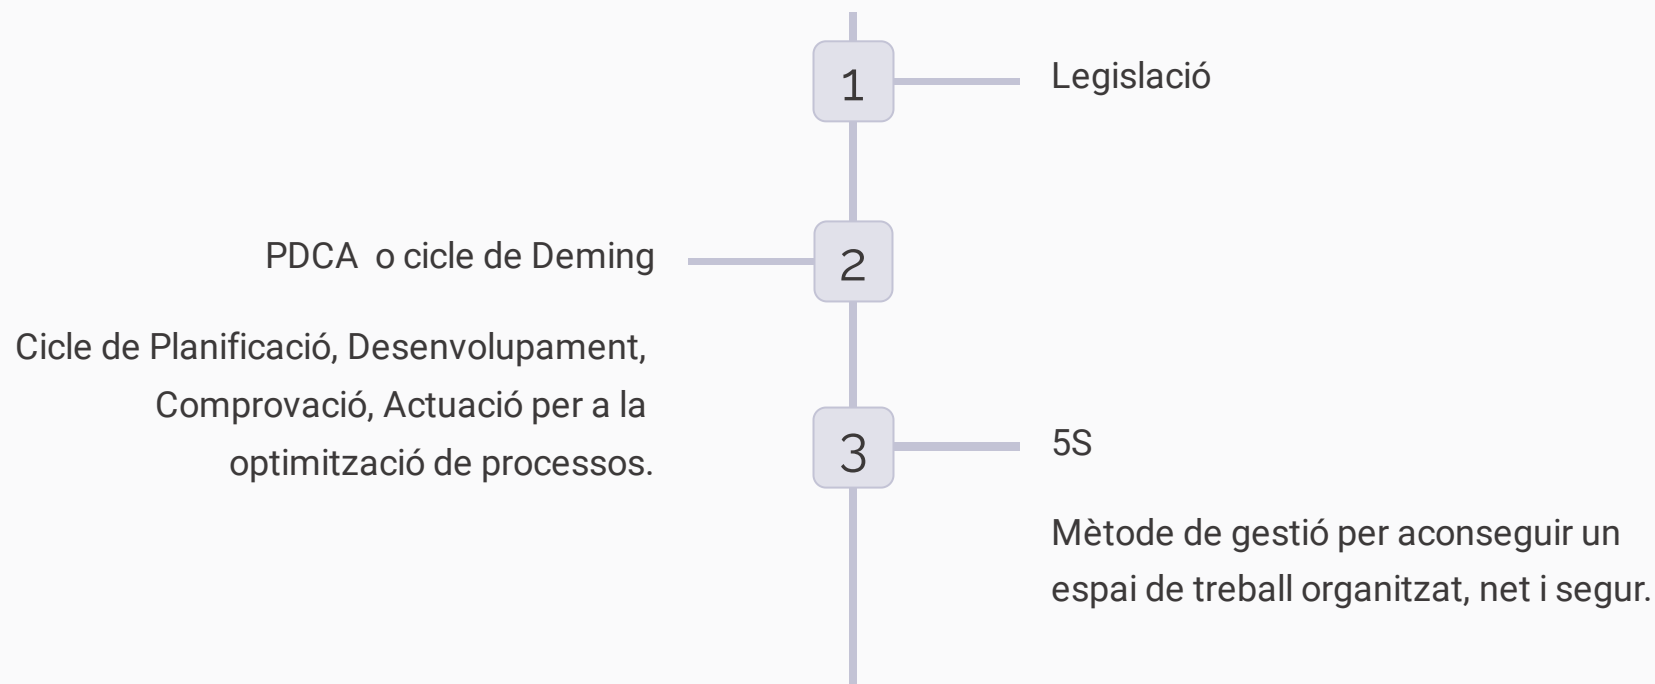 1
Legislació
2
PDCA  o cicle de Deming
Cicle de Planificació, Desenvolupament,
Comprovació, Actuació per a la
optimització de processos.
3
5S
Mètode de gestió per aconseguir un
espai de treball organitzat, net i segur.